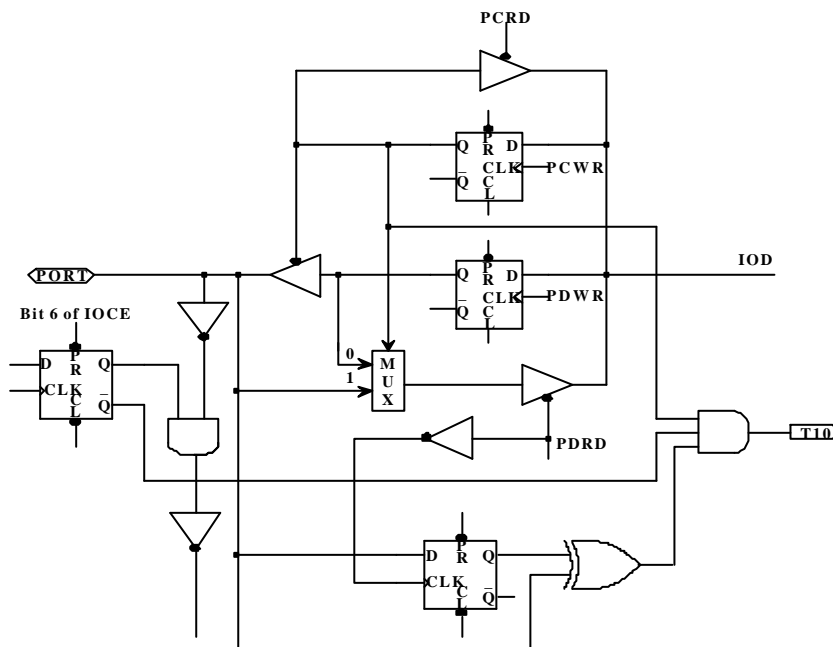 PCRD
Q PR D
CLK PCWR
Q CL
PORT
IOD
Q PR D
CLK PDWR
Q CL
Bit 6 of IOCE
D PR Q
CLK
CL Q
0
1
MUX
PDRD
T10
D PR Q
CLK
CL Q